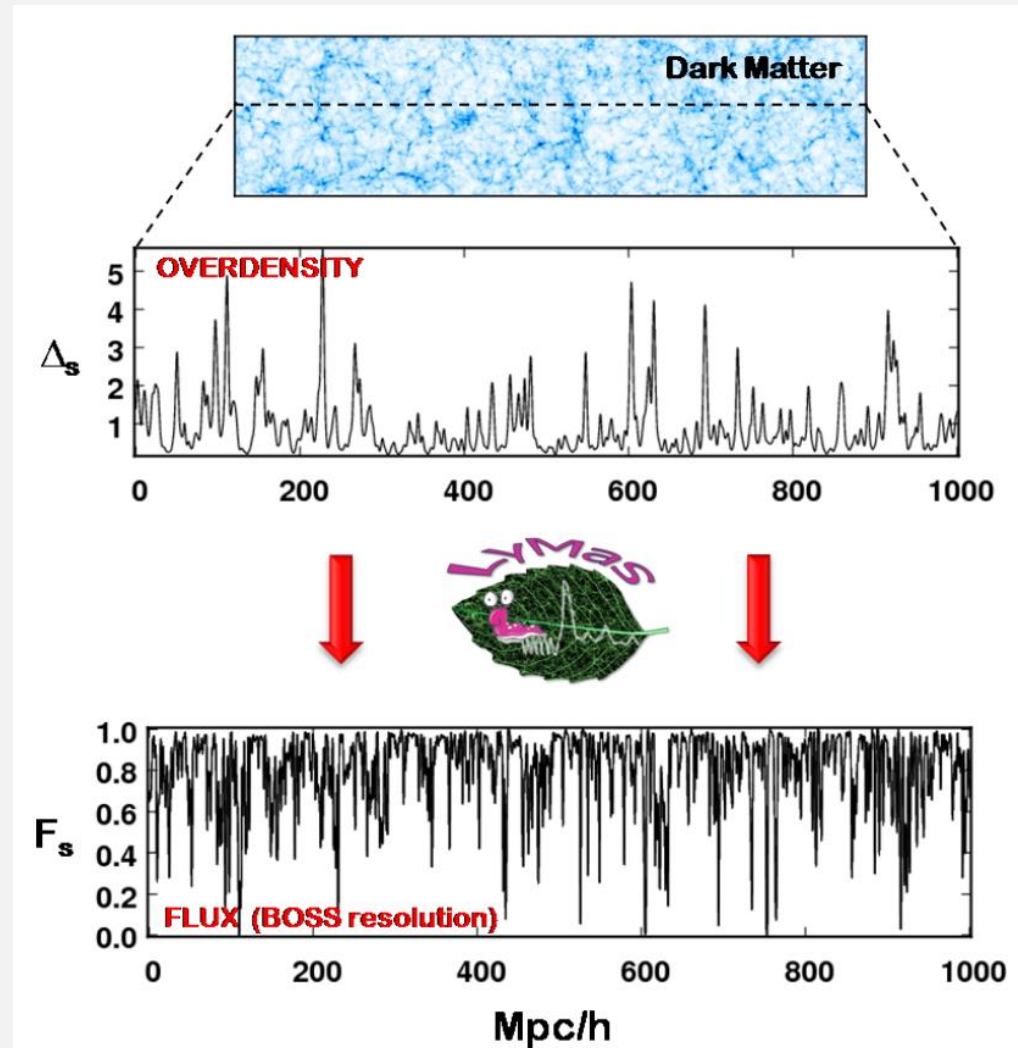 Dark Matter
OVERDENSITY
5
4
3
2
1
Δs
0 200 400 600 800 1000
LyMas
1.0
0.8
0.6
0.4
0.2
0.0
Fs
FLUX (BOSS resolution)
0 200 400 600 800 1000
Mpc/h